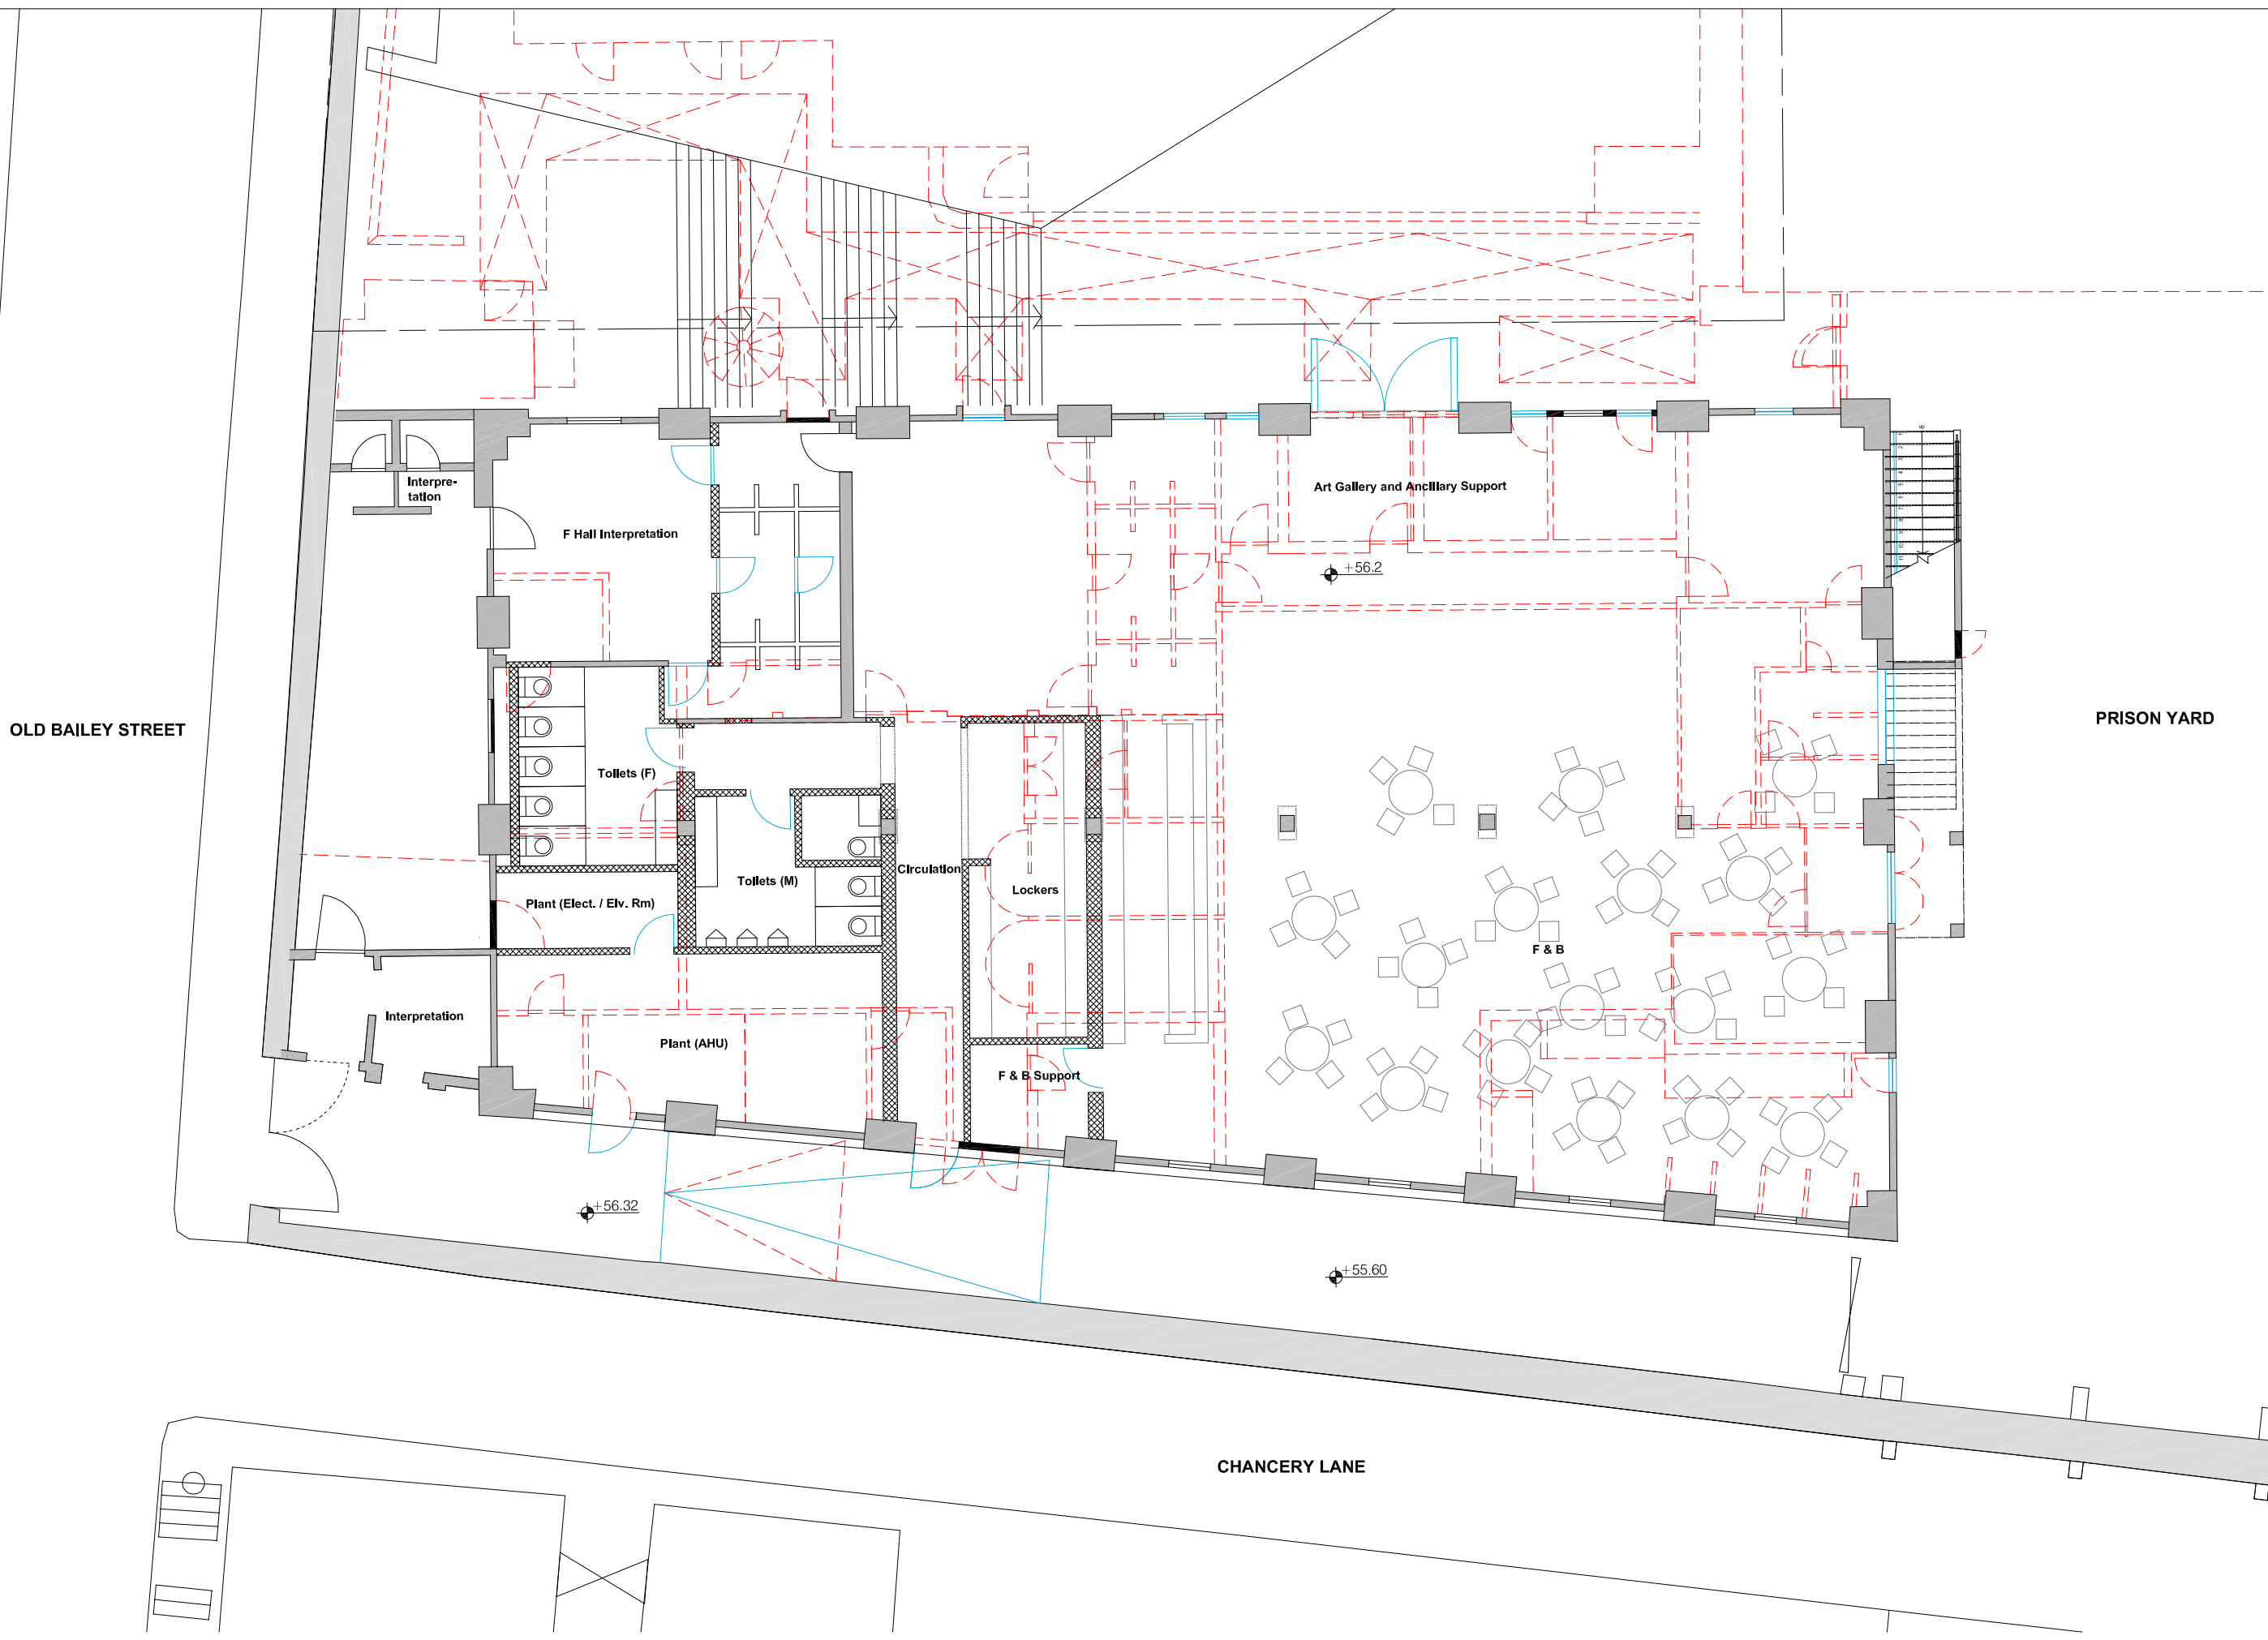 Interpre-
tation
Art Gallery and Ancillary Support
F Hall Interpretation
+56.2
OLD BAILEY STREET
PRISON YARD
Toilets (F)
Circulation
Toilets (M)
Lockers
Plant (Elect. / Elv. Rm)
F & B
Interpretation
Plant (AHU)
F & B Support
+56.32
+55.60
CHANCERY LANE